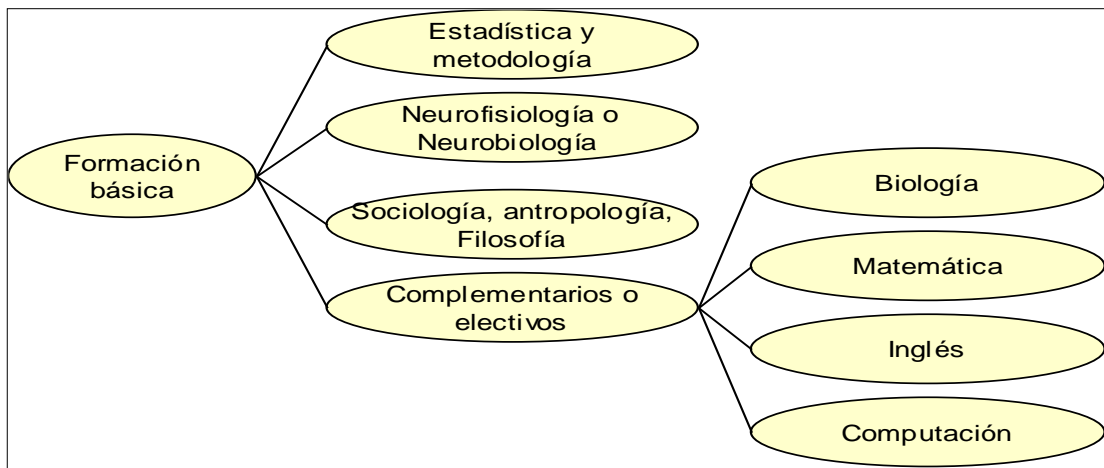 Formación
básica
Estadística y
metodología
Neurofisiología o
Neurobiología
Sociología, antropología,
Filosofía
Complementarios o
electivos
Biología
Matemática
Inglés
Computación